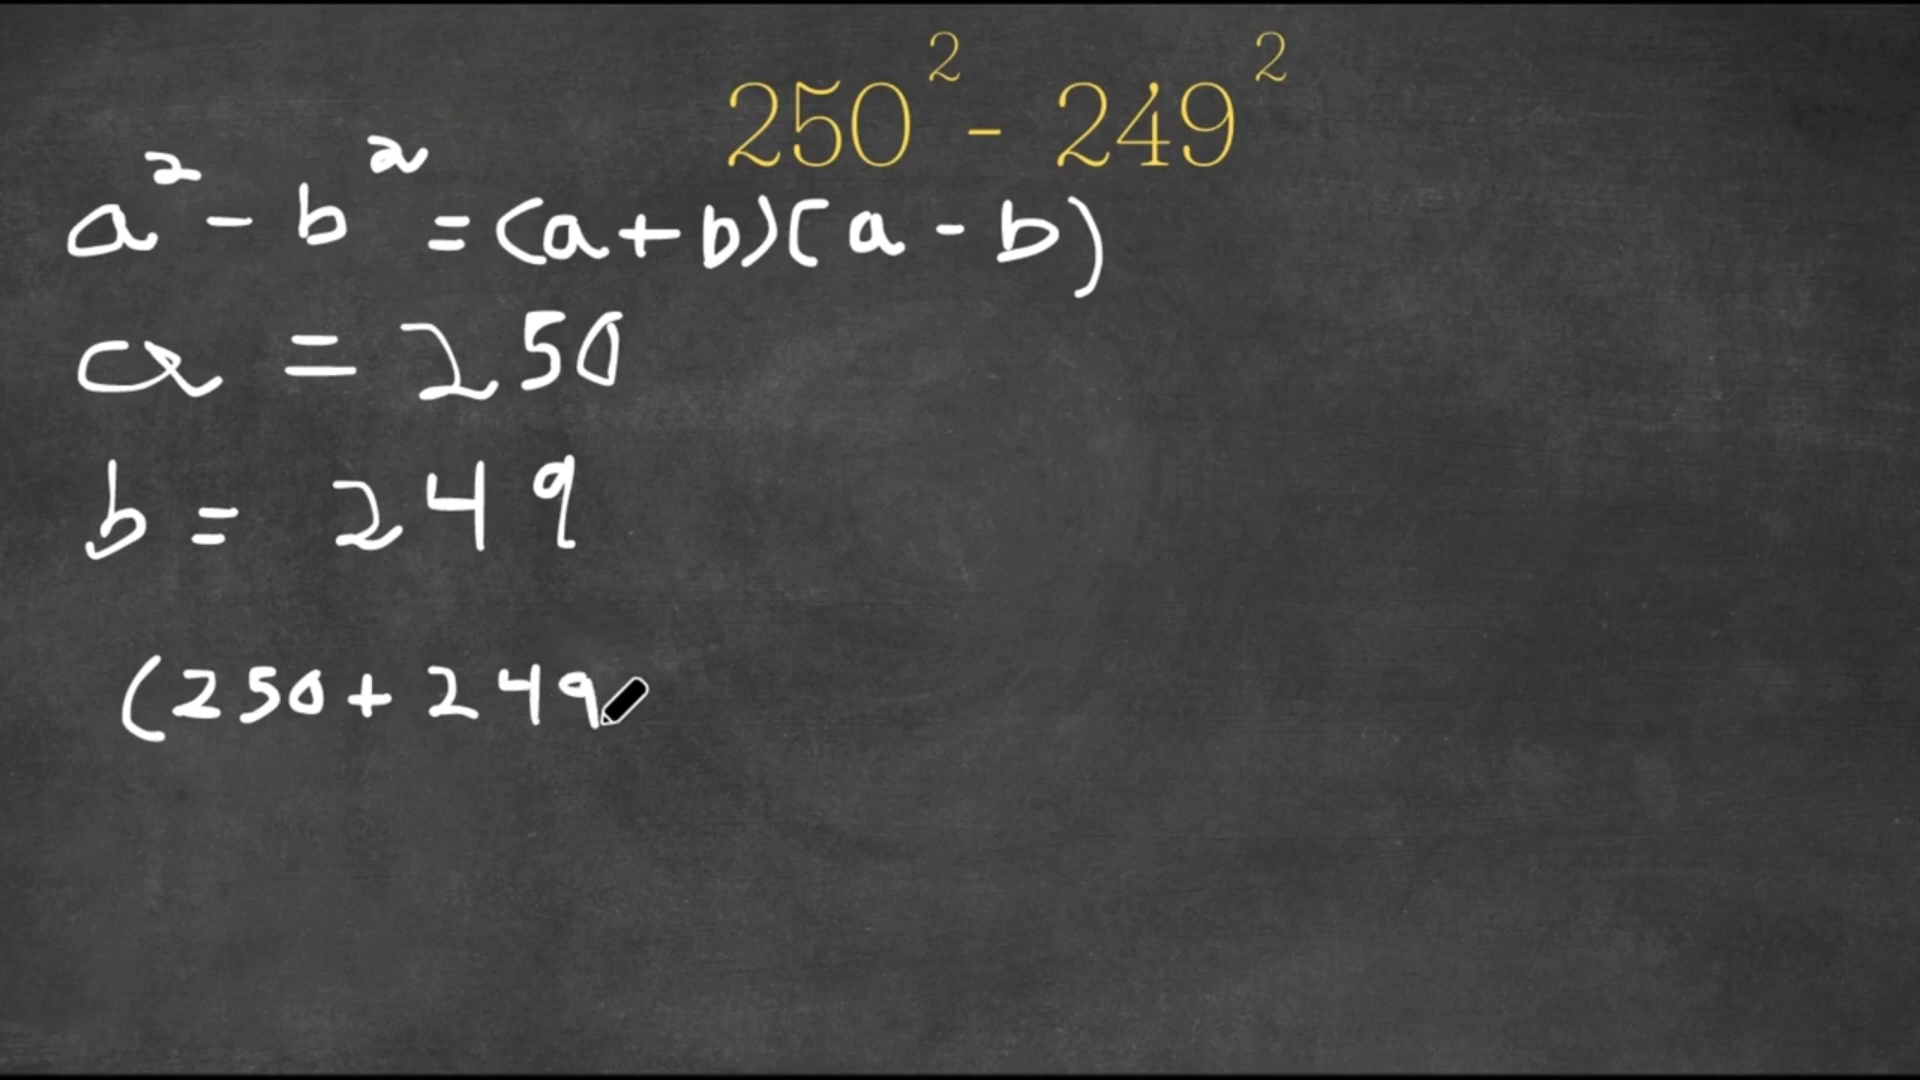 250² - 249²
a² - b² = (a + b)(a - b)
a = 250
b = 249
(250 + 249